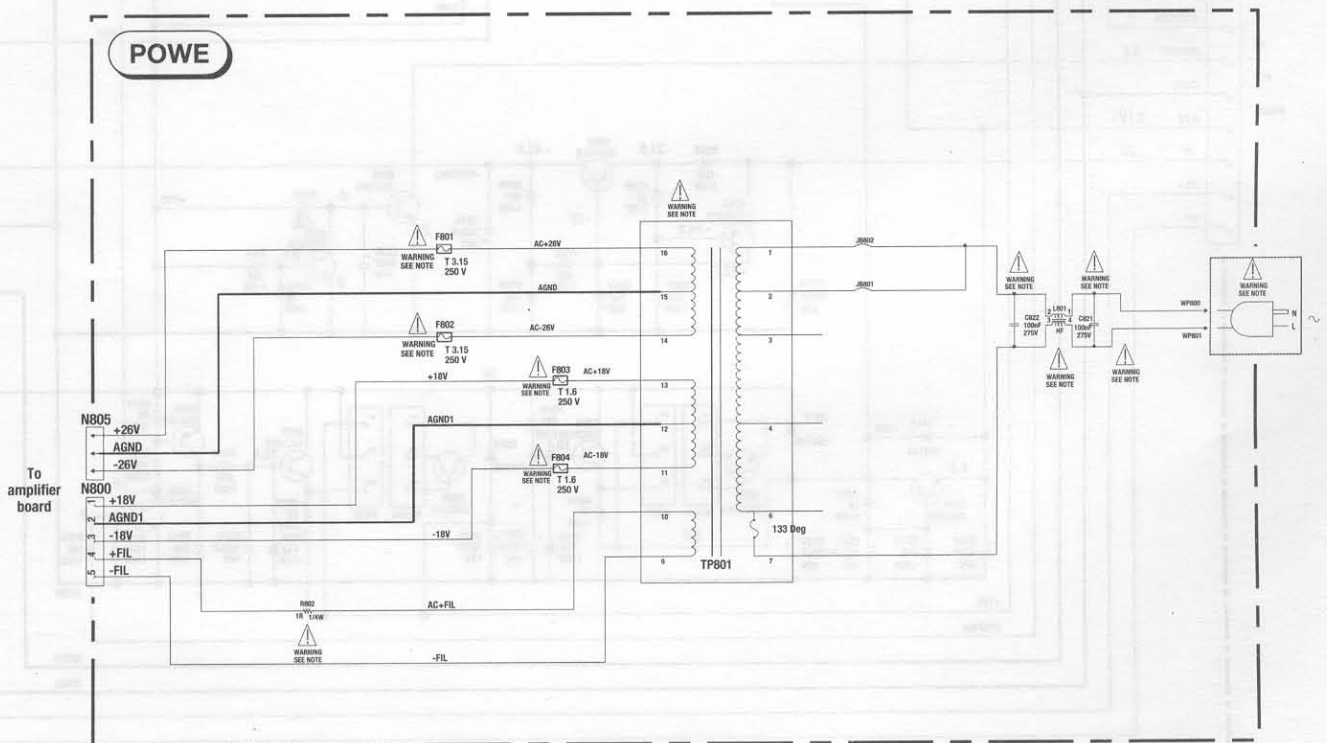 POWE
WARNING
SEE NOTE
F801
T 3.15
250 V
AC+26V
AGND
WARNING
SEE NOTE
F802
T 3.15
250 V
AC-26V
+18V
WARNING
SEE NOTE
F803
T 1.6
250 V
AC+18V
AGND1
WARNING
SEE NOTE
F804
T 1.6
250 V
AC-18V
-18V
WARNING
SEE NOTE
16
15
14
13
12
11
10
9
1
2
3
4
6
7
133 Deg
TP801
JB802
JB801
WARNING
SEE NOTE
WARNING
SEE NOTE
C822
100nF
275V
L801
2 1
3 4
HF
C821
100nF
275V
WARNING
SEE NOTE
WARNING
SEE NOTE
WP800
WP801
WARNING
SEE NOTE
N
L
~
To
amplifier
board
N805
+26V
AGND
-26V
N800
1 +18V
2 AGND1
3 -18V
4 +FIL
5 -FIL
R802
1R 1/4W
AC+FIL
WARNING
SEE NOTE
-FIL